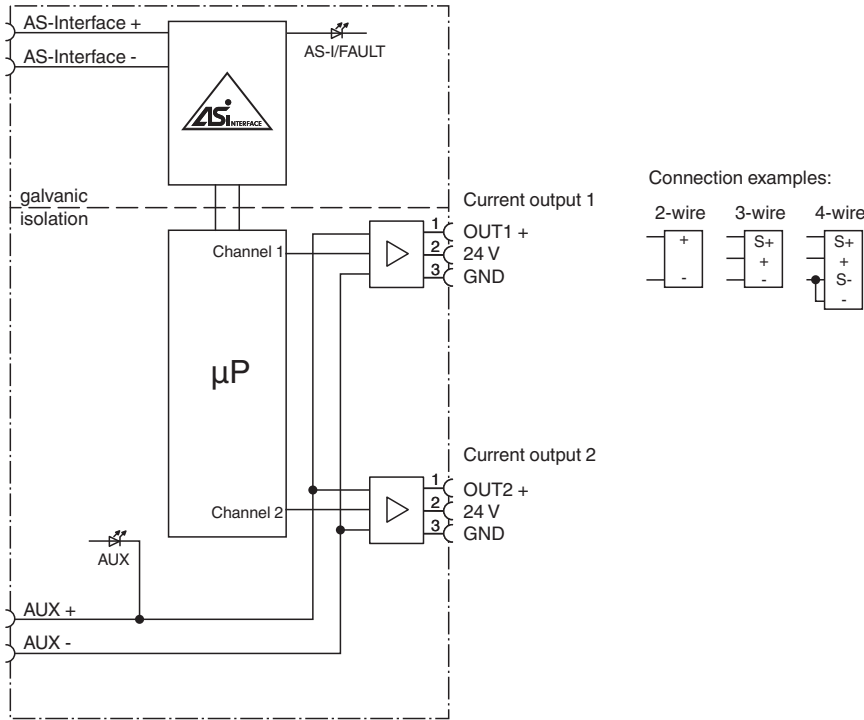 AS-Interface +
AS-Interface -
AS-I/FAULT
ASi INTERFACE
galvanic
isolation
Channel 1
µP
Channel 2
Current output 1
1
OUT1 +
2
24 V
3
GND
Current output 2
1
OUT2 +
2
24 V
3
GND
AUX
AUX +
AUX -
Connection examples:
2-wire 3-wire 4-wire
+
-
S+
+
-
S+
+
S-
-